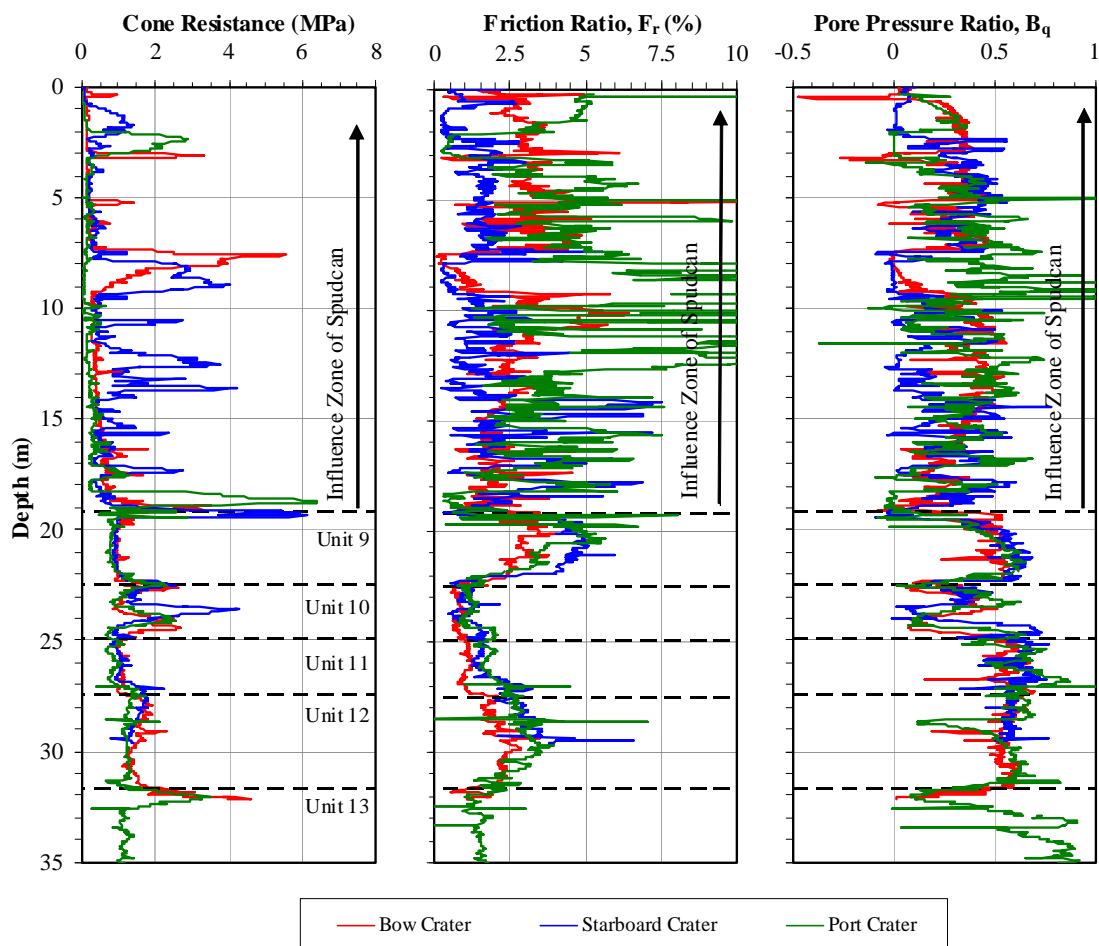 Cone Resistance (MPa)
0 2 4 6 8
Friction Ratio, Fr (%)
0 2.5 5 7.5 10
Pore Pressure Ratio, Bq
-0.5 0 0.5 1
Depth (m)
0
5
10
15
20
25
30
35
Influence Zone of Spudcan
Influence Zone of Spudcan
Influence Zone of Spudcan
Unit 9
Unit 10
Unit 11
Unit 12
Unit 13
Bow Crater Starboard Crater Port Crater